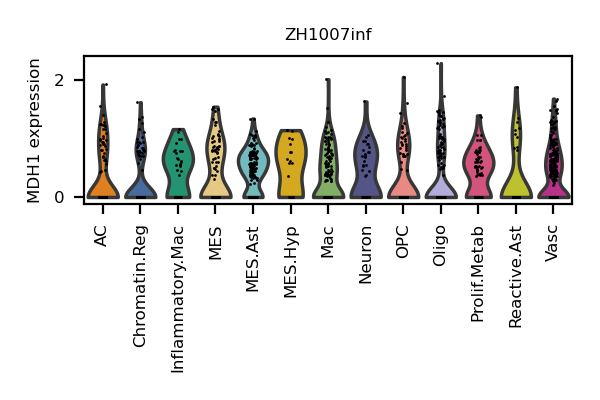 ZH1007inf
MDH1 expression
2
0
AC
Chromatin.Reg
Inflammatory.Mac
MES
MES.Ast
MES.Hyp
Mac
Neuron
OPC
Oligo
Prolif.Metab
Reactive.Ast
Vasc